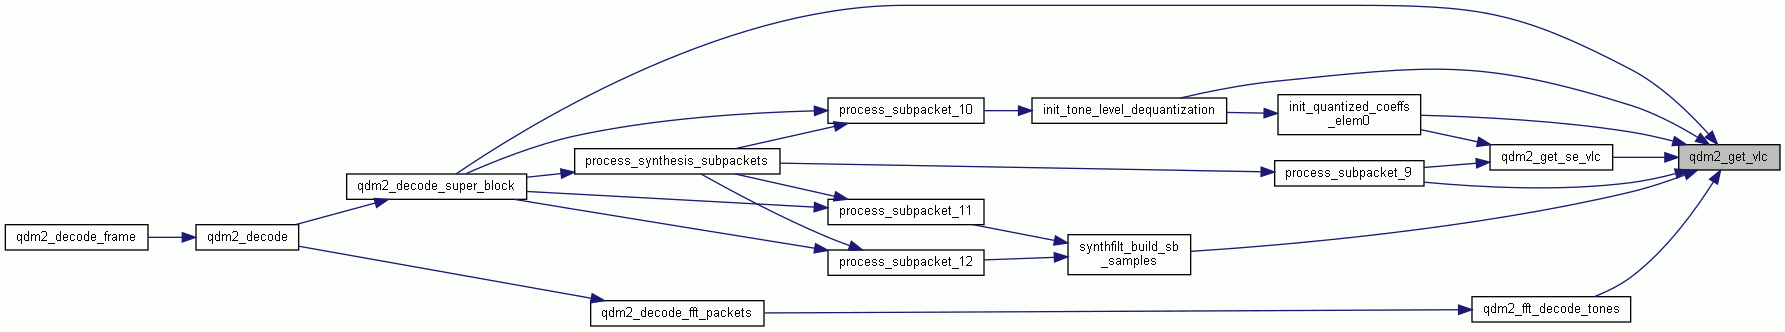 process_subpacket_10
init_tone_level_dequantization
init_quantized_coeffs
_elem0
process_synthesis_subpackets
qdm2_get_se_vlc
qdm2_get_vlc
qdm2_decode_super_block
process_subpacket_9
qdm2_decode_frame
qdm2_decode
process_subpacket_11
process_subpacket_12
synthfilt_build_sb
_samples
qdm2_decode_fft_packets
qdm2_fft_decode_tones